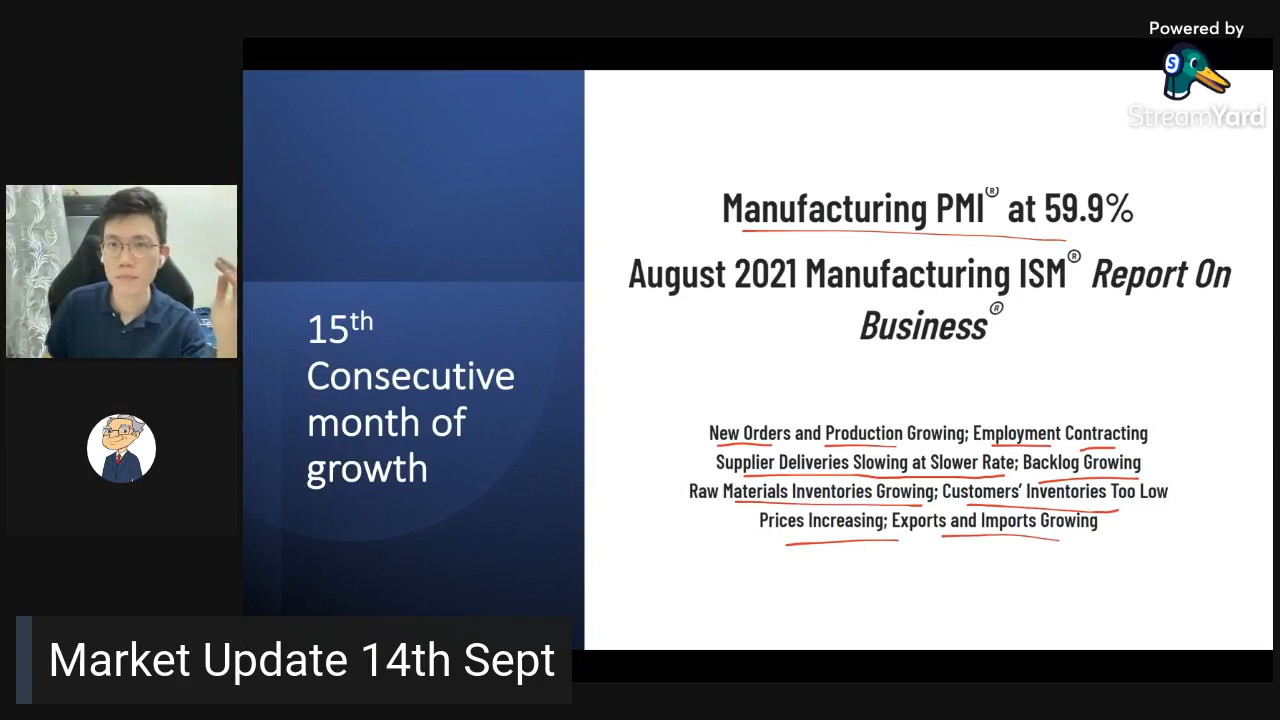 Powered by
StreamYard
Manufacturing PMI® at 59.9%
August 2021 Manufacturing ISM® Report On
Business®
15th
Consecutive
month of
growth
New Orders and Production Growing; Employment Contracting
Supplier Deliveries Slowing at Slower Rate; Backlog Growing
Raw Materials Inventories Growing; Customers’ Inventories Too Low
Prices Increasing; Exports and Imports Growing
Market Update 14th Sept